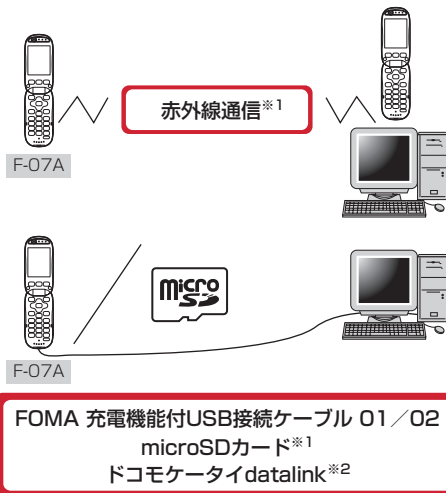 赤外線通信※1
F-07A
micro
SD
F-07A
FOMA 充電機能付USB接続ケーブル 01／02
microSDカード※1
ドコモケータイdatalink※2